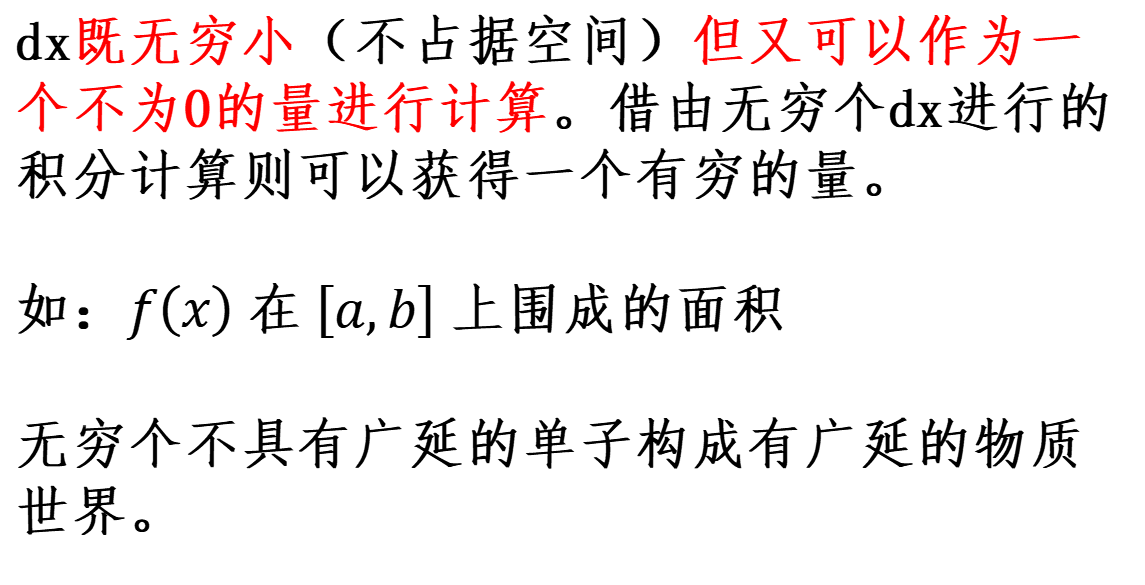 dx既无穷小（不占据空间）但又可以作为一
个不为0的量进行计算。借由无穷个dx进行的
积分计算则可以获得一个有穷的量。
如：f(x) 在 [a, b] 上围成的面积
无穷个不具有广延的单子构成有广延的物质
世界。